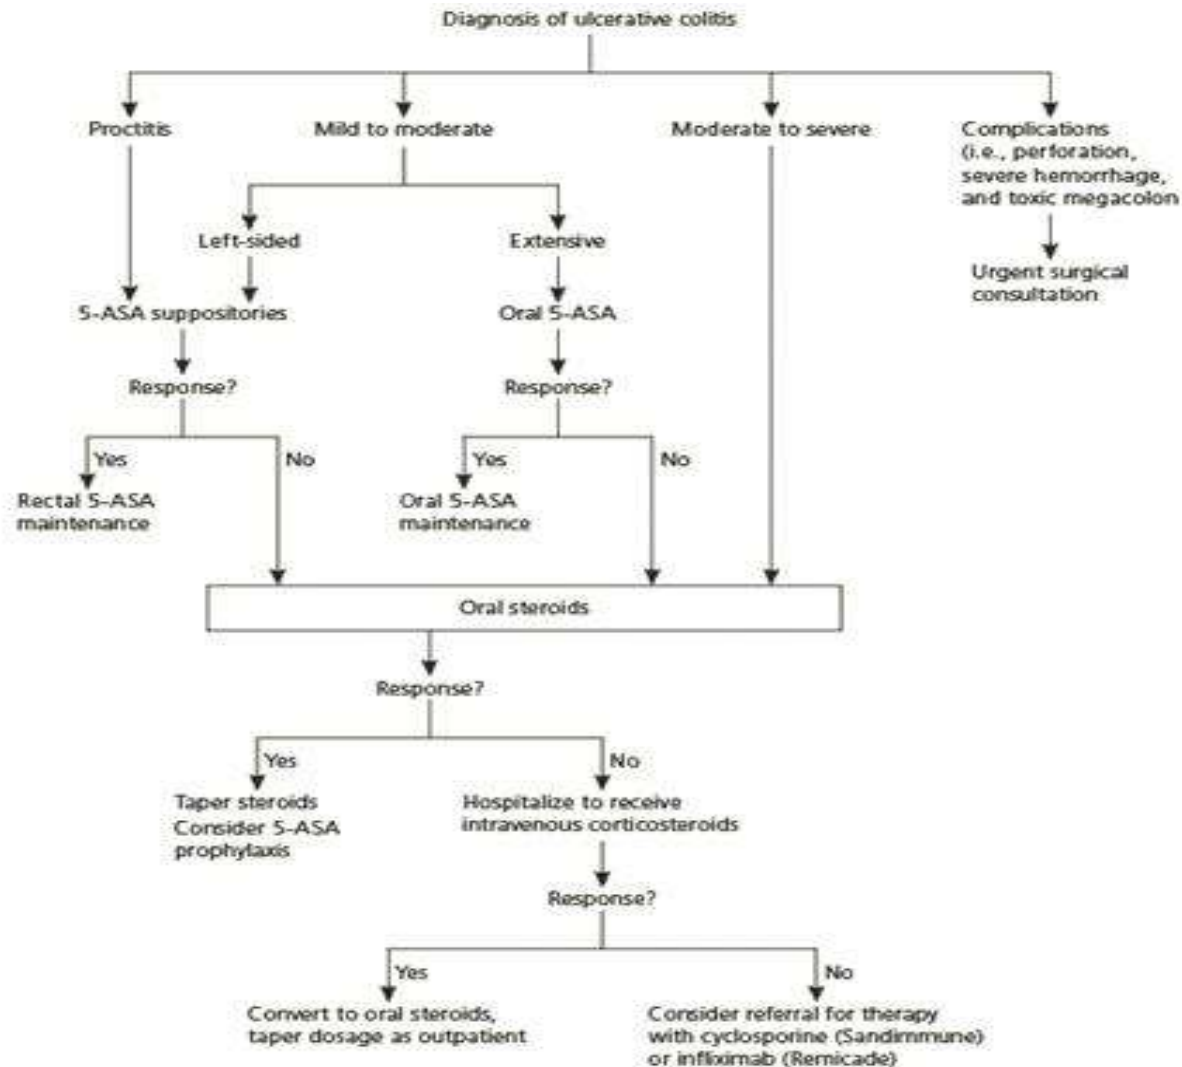 Diagnosis of ulcerative colitis
Proctitis
Mild to moderate
Moderate to severe
Complications
(i.e., perforation,
severe hemorrhage,
and toxic megacolon
Left-sided
Extensive
Urgent surgical
consultation
5-ASA suppositories
Oral 5-ASA
Response?
Response?
Yes
No
Yes
No
Rectal 5-ASA
maintenance
Oral 5-ASA
maintenance
Oral steroids
Response?
Yes
No
Taper steroids
Consider 5-ASA
prophylaxis
Hospitalize to receive
intravenous corticosteroids
Response?
Yes
No
Convert to oral steroids,
taper dosage as outpatient
Consider referral for therapy
with cyclosporine (Sandimmune)
or infliximab (Remicade)